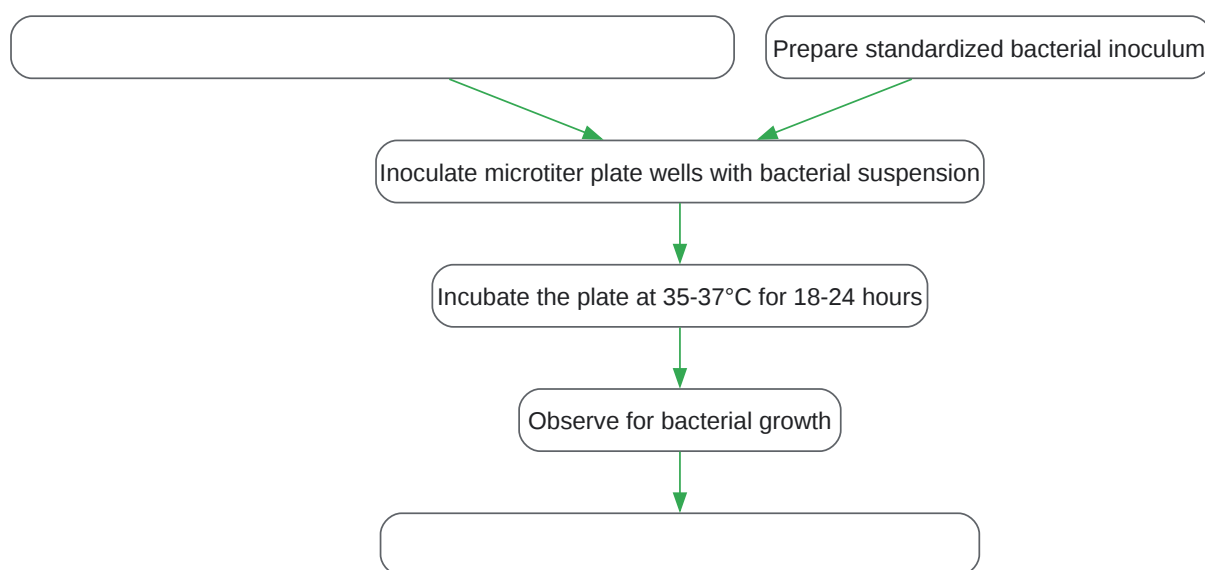 Prepare standardized bacterial inoculum
Inoculate microtiter plate wells with bacterial suspension
Incubate the plate at 35-37°C for 18-24 hours
Observe for bacterial growth